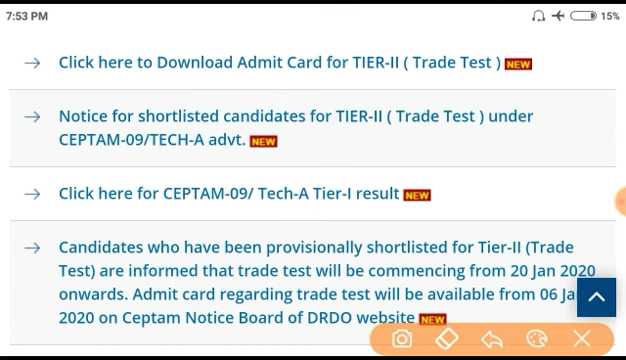 7:53 PM 15%
Click here to Download Admit Card for TIER-II ( Trade Test ) NEW
Notice for shortlisted candidates for TIER-II ( Trade Test ) under
CEPTAM-09/TECH-A advt. NEW
Click here for CEPTAM-09/ Tech-A Tier-I result NEW
Candidates who have been provisionally shortlisted for Tier-II (Trade
Test) are informed that trade test will be commencing from 20 Jan 2020
onwards. Admit card regarding trade test will be available from 06
2020 on Ceptam Notice Board of DRDO website NEW